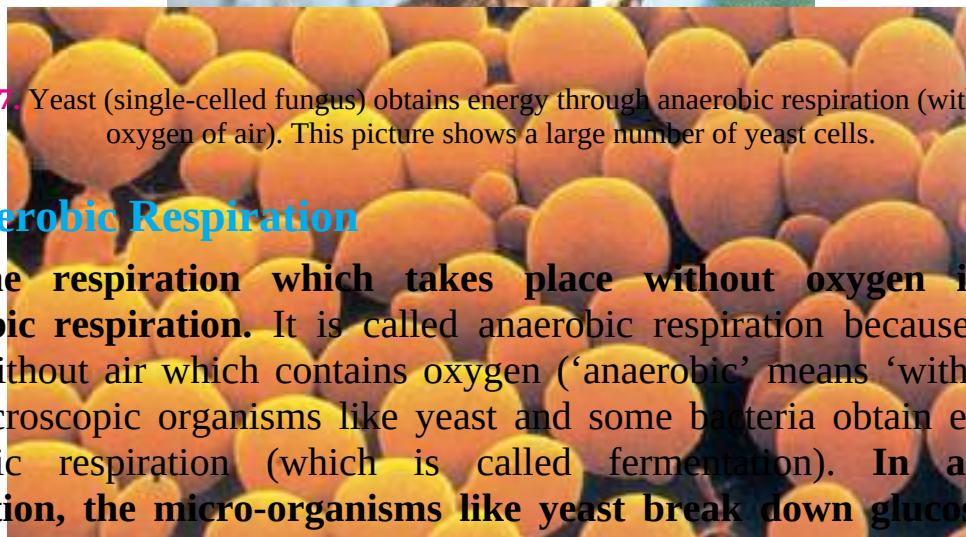 7. Yeast (single-celled fungus) obtains energy through anaerobic respiration (wit
oxygen of air). This picture shows a large number of yeast cells.
erobic Respiration
e respiration which takes place without oxygen i
bic respiration. It is called anaerobic respiration because
ithout air which contains oxygen (‘anaerobic’ means ‘with
croscopic organisms like yeast and some bacteria obtain e
ic respiration (which is called fermentation). In a
tion, the micro-organisms like yeast break down glucos